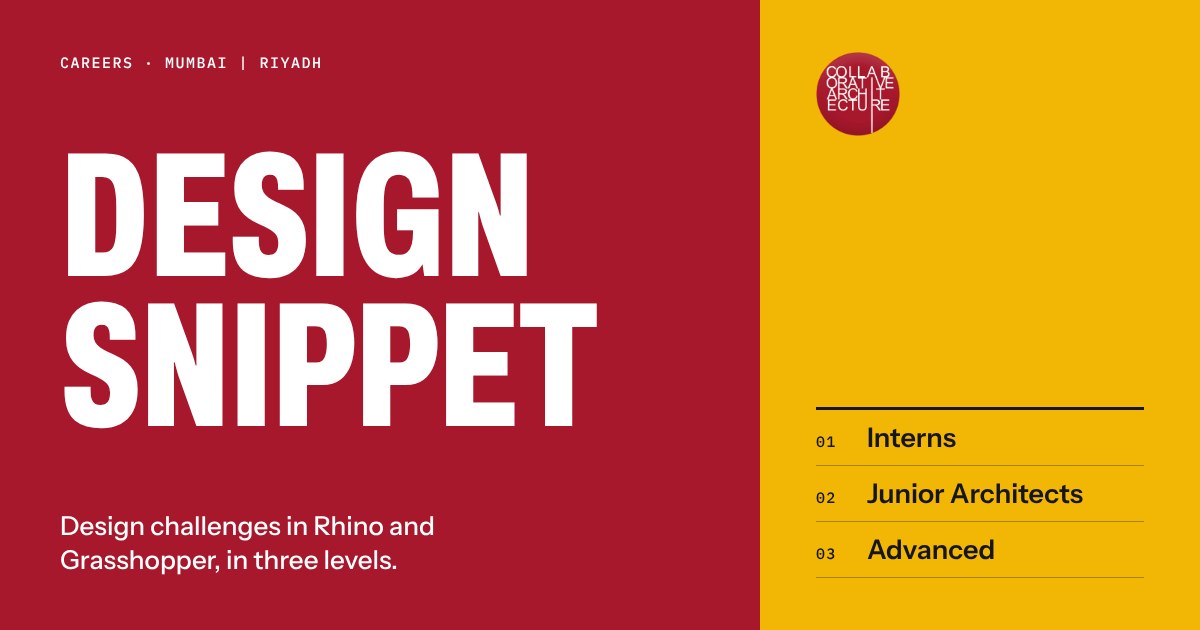 CAREERS · MUMBAI | RIYADH
DESIGN
SNIPPET
Design challenges in Rhino and
Grasshopper, in three levels.
COLLAB
ORATIVE
ARCHIT
ECTURE
01 Interns
02 Junior Architects
03 Advanced